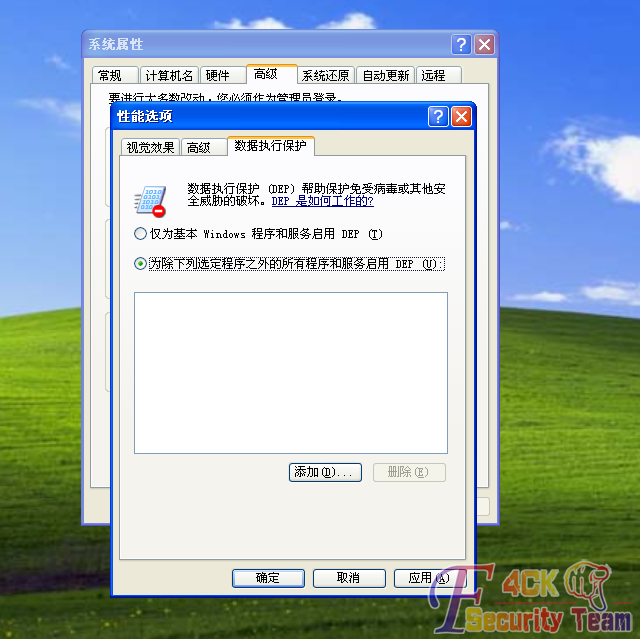 系统属性
常规 计算机名 硬件 高级 系统还原 自动更新 远程
要进行大多数改动，您必须作为管理员登录。
性能选项
视觉效果 高级 数据执行保护
数据执行保护 (DEP) 帮助保护免受病毒或其他安
全威胁的破坏。 DEP 是如何工作的?
仅为基本 Windows 程序和服务启用 DEP (T)
为除下列选定程序之外的所有程序和服务启用 DEP (U):
添加(D)... 删除(E)
确定 取消 应用(A)
F4CK
Security Team